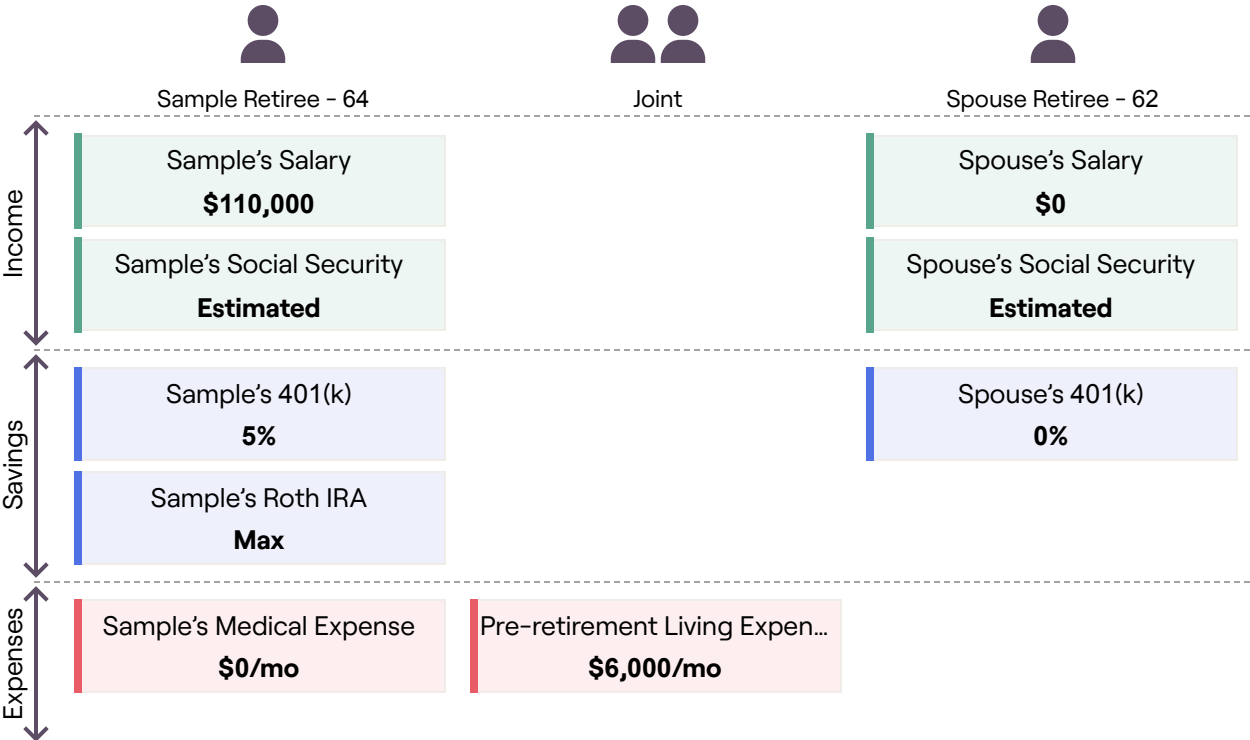 Sample Retiree - 64
Joint
Spouse Retiree - 62
Income
Sample's Salary
$110,000
Spouse's Salary
$0
Sample's Social Security
Estimated
Spouse's Social Security
Estimated
Savings
Sample's 401(k)
5%
Spouse's 401(k)
0%
Sample's Roth IRA
Max
Expenses
Sample's Medical Expense
$0/mo
Pre-retirement Living Expen...
$6,000/mo